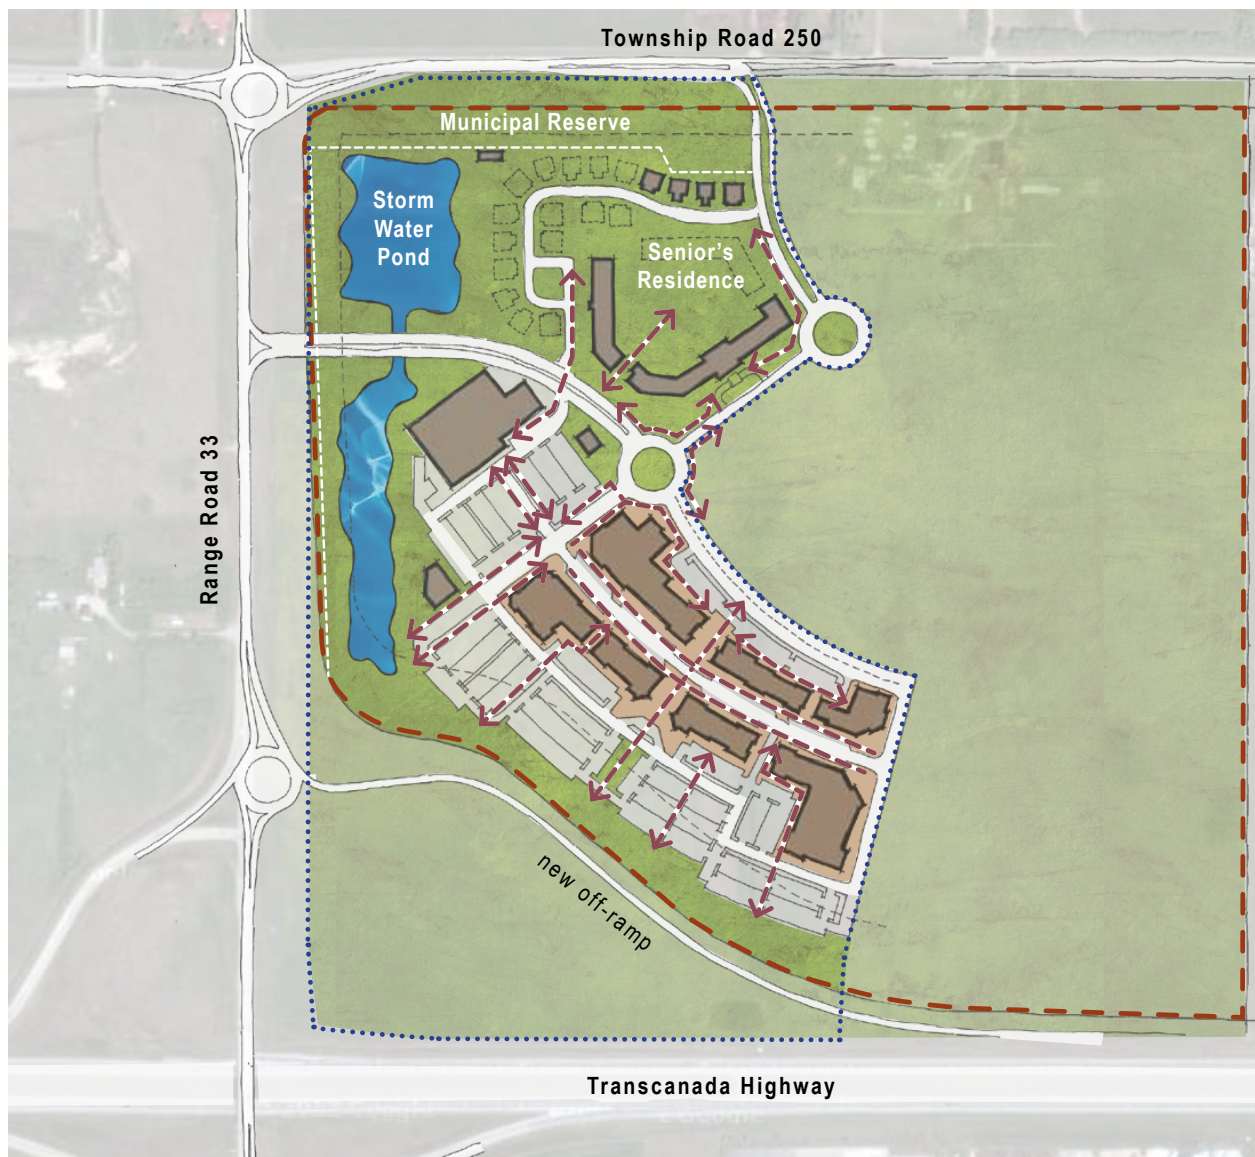 Township Road 250
Municipal Reserve
Storm
Water
Pond
Senior's
Residence
Range Road 33
new off-ramp
Transcanada Highway